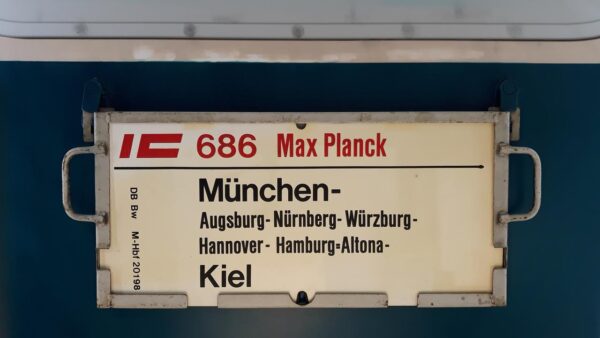 IC 686 Max Planck
München-
Augsburg- Nürnberg- Würzburg-
Hannover- Hamburg=Altona-
Kiel
DB Bw M-Hbf 20198